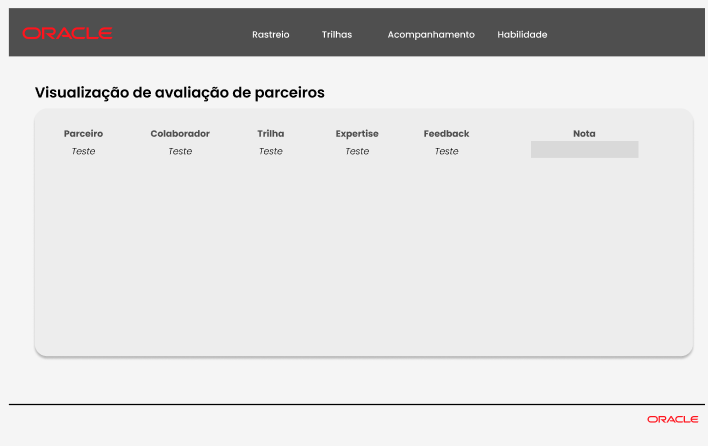 ORACLE
Rastreio Trilhas Acompanhamento Habilidade
Visualização de avaliação de parceiros
Parceiro Colaborador Trilha Expertise Feedback Nota
Teste Teste Teste Teste Teste
ORACLE